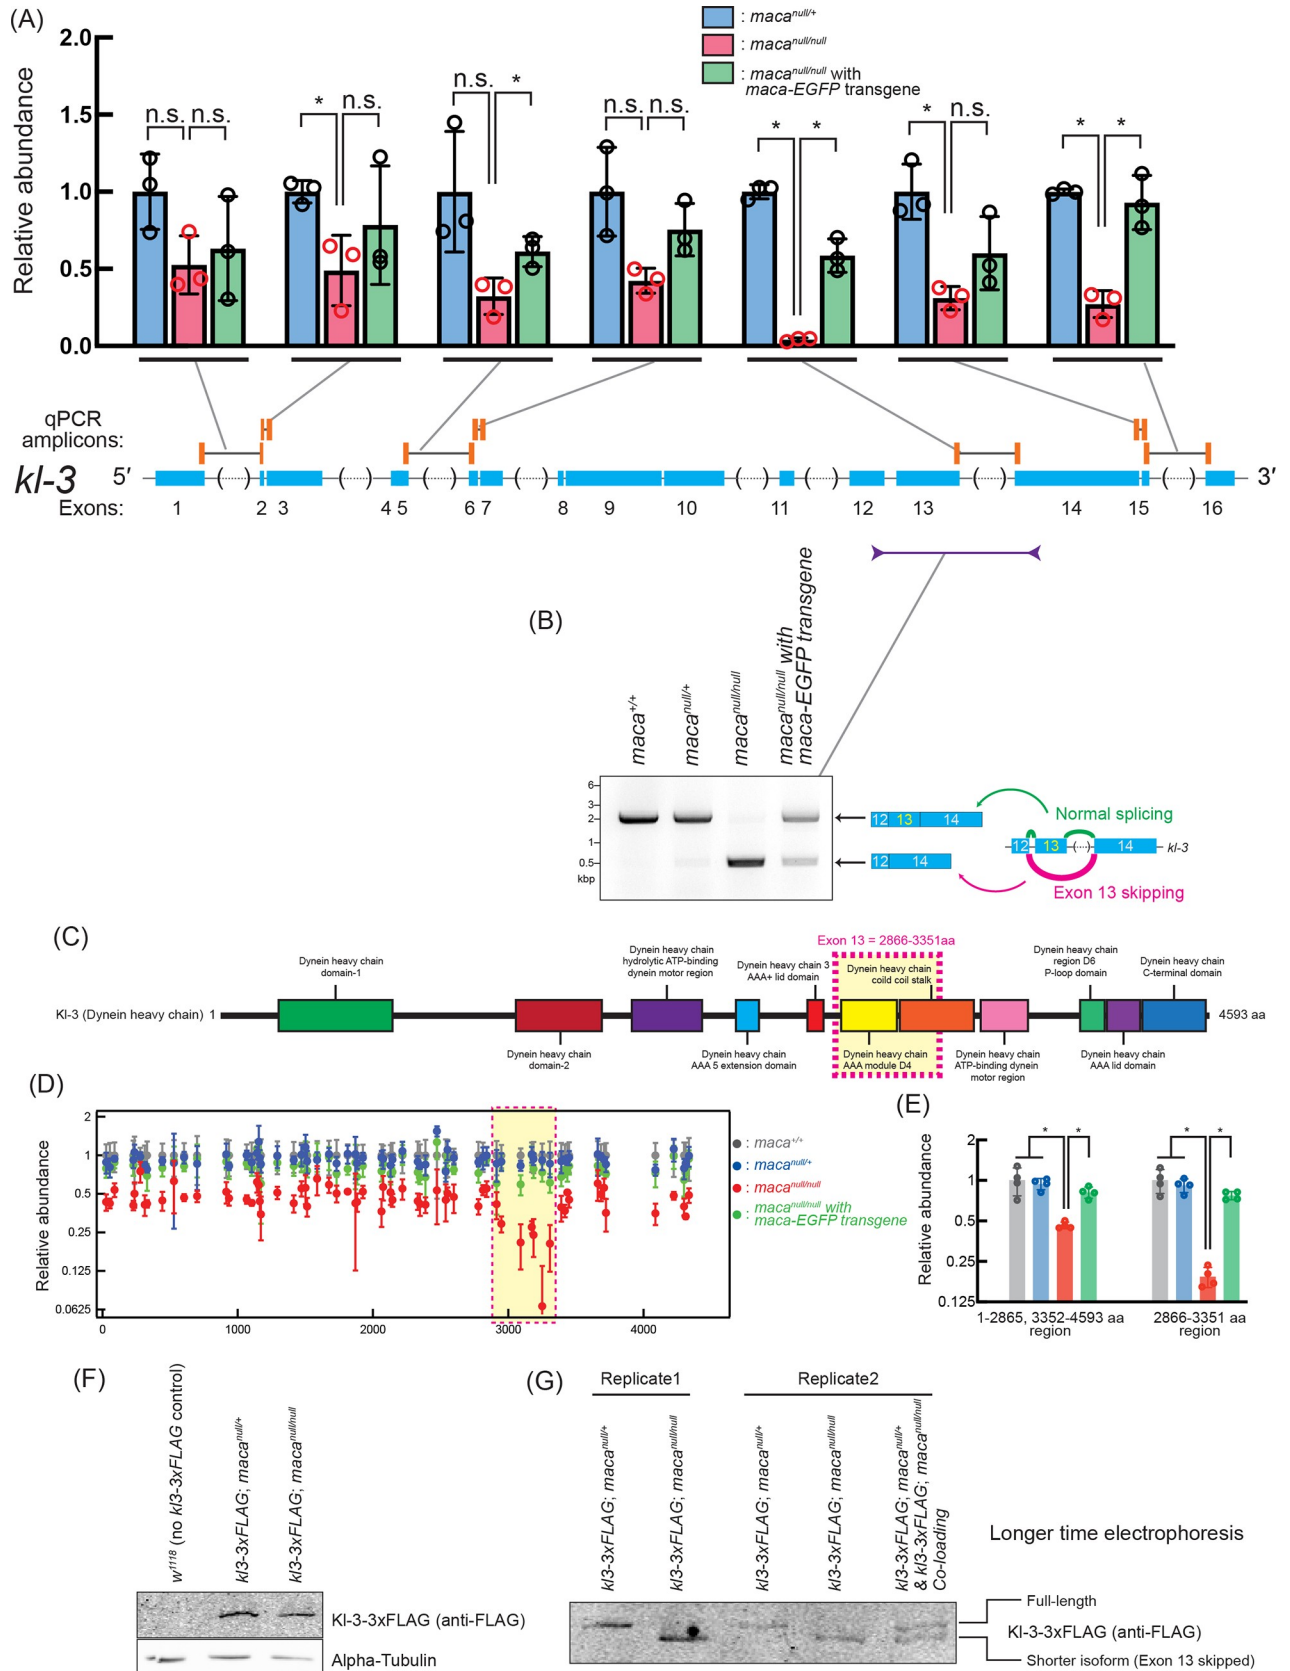 (A)
: maca^null/+
: maca^null/null
: maca^null/null with
maca-EGFP transgene
Relative abundance
2.0
1.5
1.0
0.5
0.0
n.s. n.s.
* n.s.
n.s. *
n.s. n.s.
* *
* n.s.
* *
qPCR
amplicons:
kl-3 5′ (····) (····) (····) (····) (····) (····) (····) 3′
Exons: 1 2 3 4 5 6 7 8 9 10 11 12 13 14 15 16
(B)
maca^+/+
maca^null/+
maca^null/null
maca^null/null with
maca-EGFP transgene
6
3
2
1
0.5
kbp
12 13 14
12 14
Normal splicing
12 13 (···) 14 kl-3
Exon 13 skipping
(C)
Exon 13 = 2866-3351aa
Dynein heavy chain
domain-1
Dynein heavy chain
hydrolytic ATP-binding
dynein motor region
Dynein heavy chain 3
AAA+ lid domain
Dynein heavy chain
coild coil stalk
Dynein heavy chain
region D6
P-loop domain
Dynein heavy chain
C-terminal domain
Kl-3 (Dynein heavy chain) 1
4593 aa
Dynein heavy chain
domain-2
Dynein heavy chain
AAA 5 extension domain
Dynein heavy chain
AAA module D4
Dynein heavy chain
ATP-binding dynein
motor region
Dynein heavy chain
AAA lid domain
(D)
Relative abundance
2
1
0.5
0.25
0.125
0.0625
0 1000 2000 3000 4000
: maca^+/+
: maca^null/+
: maca^null/null
: maca^null/null with
maca-EGFP transgene
(E)
Relative abundance
2
1
0.5
0.25
0.125
* *
* *
1-2865, 3352-4593 aa
region
2866-3351 aa
region
(F)
w^1118 (no kl3-3xFLAG control)
kl3-3xFLAG; maca^null/+
kl3-3xFLAG; maca^null/null
Kl-3-3xFLAG (anti-FLAG)
Alpha-Tubulin
(G)
Replicate1
Replicate2
kl3-3xFLAG; maca^null/+
kl3-3xFLAG; maca^null/null
kl3-3xFLAG; maca^null/+
kl3-3xFLAG; maca^null/null
kl3-3xFLAG; maca^null/+
& kl3-3xFLAG; maca^null/null
Co-loading
Longer time electrophoresis
Full-length
Kl-3-3xFLAG (anti-FLAG)
Shorter isoform (Exon 13 skipped)